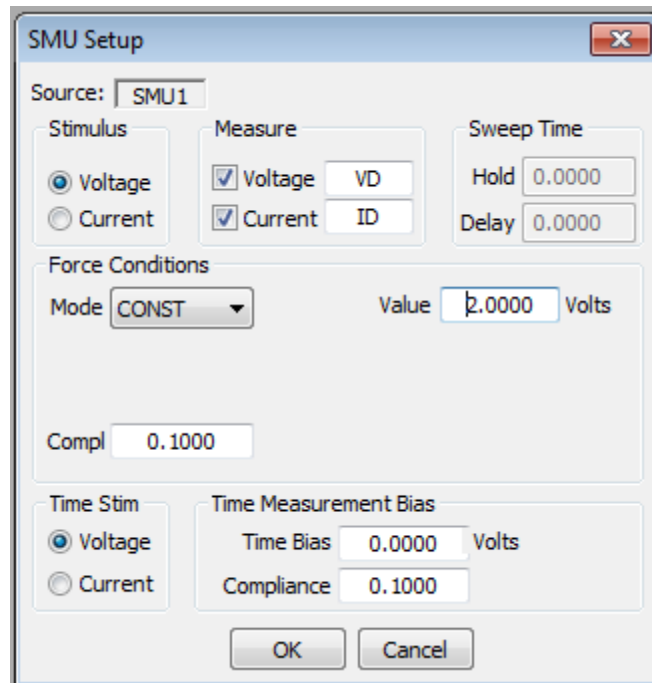 SMU Setup
Source: SMU1
Stimulus
Voltage
Current
Measure
Voltage VD
Current ID
Sweep Time
Hold 0.0000
Delay 0.0000
Force Conditions
Mode CONST Value 2.0000 Volts
Compl 0.1000
Time Stim
Voltage
Current
Time Measurement Bias
Time Bias 0.0000 Volts
Compliance 0.1000
OK Cancel